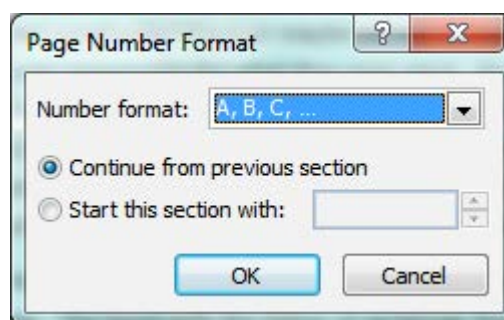 Page Number Format
Number format: A, B, C, ...
Continue from previous section
Start this section with:
OK Cancel